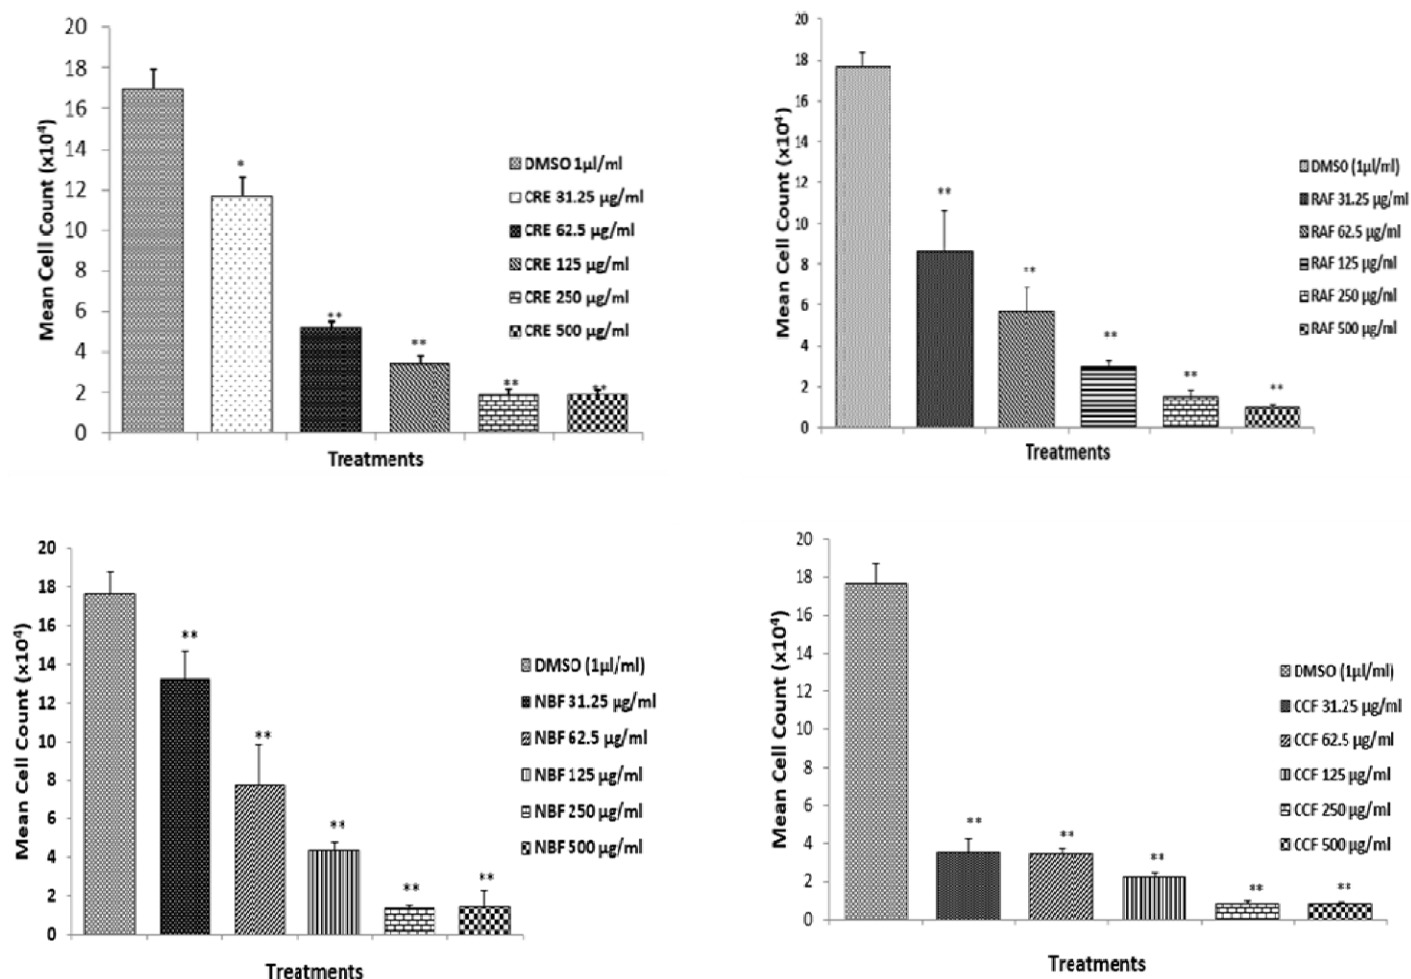 Mean Cell Count (x10⁴)
20
18
16
14
12
10
8
6
4
2
0
*
**
**
**
**
DMSO 1µl/ml
CRE 31.25 µg/ml
CRE 62.5 µg/ml
CRE 125 µg/ml
CRE 250 µg/ml
CRE 500 µg/ml
Treatments
Mean Cell Count (x10⁴)
20
18
16
14
12
10
8
6
4
2
0
**
**
**
**
**
DMSO (1µl/ml)
RAF 31.25 µg/ml
RAF 62.5 µg/ml
RAF 125 µg/ml
RAF 250 µg/ml
RAF 500 µg/ml
Treatments
Mean Cell Count (x10⁴)
20
18
16
14
12
10
8
6
4
2
0
**
**
**
**
**
DMSO (1µl/ml)
NBF 31.25 µg/ml
NBF 62.5 µg/ml
NBF 125 µg/ml
NBF 250 µg/ml
NBF 500 µg/ml
Treatments
Mean Cell Count (x10⁴)
20
18
16
14
12
10
8
6
4
2
0
**
**
**
**
**
DMSO (1µl/ml)
CCF 31.25 µg/ml
CCF 62.5 µg/ml
CCF 125 µg/ml
CCF 250 µg/ml
CCF 500 µg/ml
Treatments